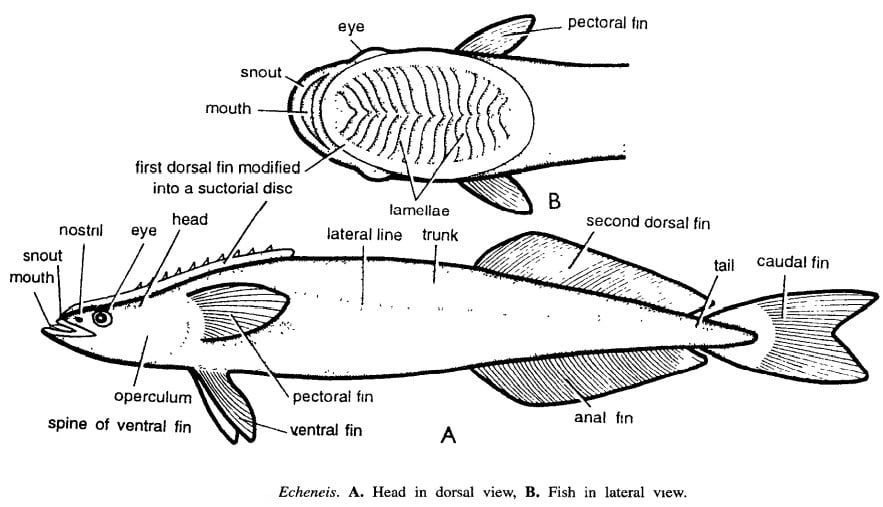 eye
pectoral fin
snout
mouth
first dorsal fin modified
into a suctorial disc
lamellae
B
nostril
eye
head
lateral line
trunk
second dorsal fin
snout
mouth
tail
caudal fin
operculum
pectoral fin
spine of ventral fin
ventral fin
A
anal fin
Echeneis. A. Head in dorsal view, B. Fish in lateral view.